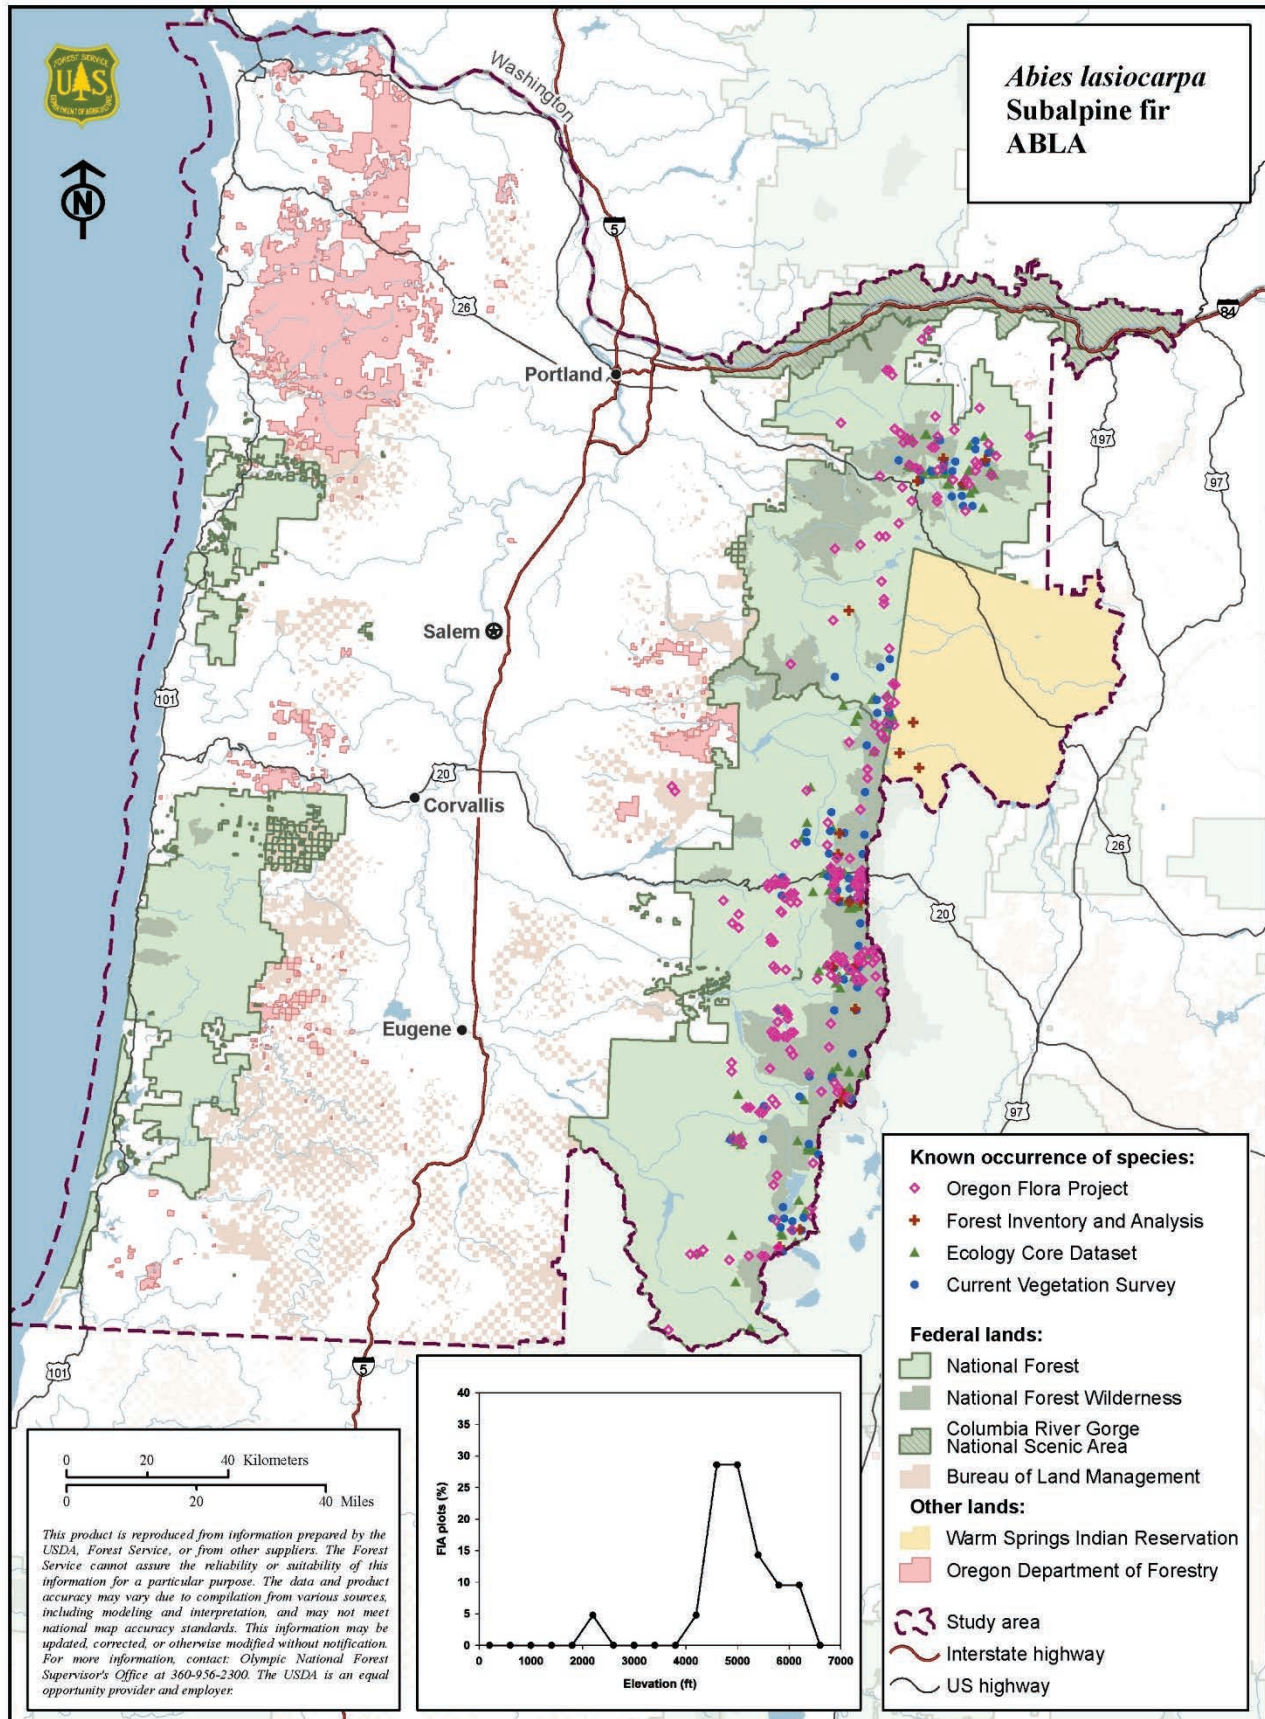 FOREST SERVICE
US
DEPARTMENT OF AGRICULTURE
N
Abies lasiocarpa
Subalpine fir
ABLA
Washington
5
26
84
Portland
197
97
Salem
101
20
Corvallis
26
20
Eugene
97
101
5
Known occurrence of species:
Oregon Flora Project
Forest Inventory and Analysis
Ecology Core Dataset
Current Vegetation Survey
Federal lands:
National Forest
National Forest Wilderness
Columbia River Gorge
National Scenic Area
Bureau of Land Management
Other lands:
Warm Springs Indian Reservation
Oregon Department of Forestry
Study area
Interstate highway
US highway
0 20 40 Kilometers
0 20 40 Miles
This product is reproduced from information prepared by the
USDA, Forest Service, or from other suppliers. The Forest
Service cannot assure the reliability or suitability of this
information for a particular purpose. The data and product
accuracy may vary due to compilation from various sources,
including modeling and interpretation, and may not meet
national map accuracy standards. This information may be
updated, corrected, or otherwise modified without notification.
For more information, contact: Olympic National Forest
Supervisor's Office at 360-956-2300. The USDA is an equal
opportunity provider and employer.
FIA plots (%)
40
35
30
25
20
15
10
5
0
0 1000 2000 3000 4000 5000 6000 7000
Elevation (ft)